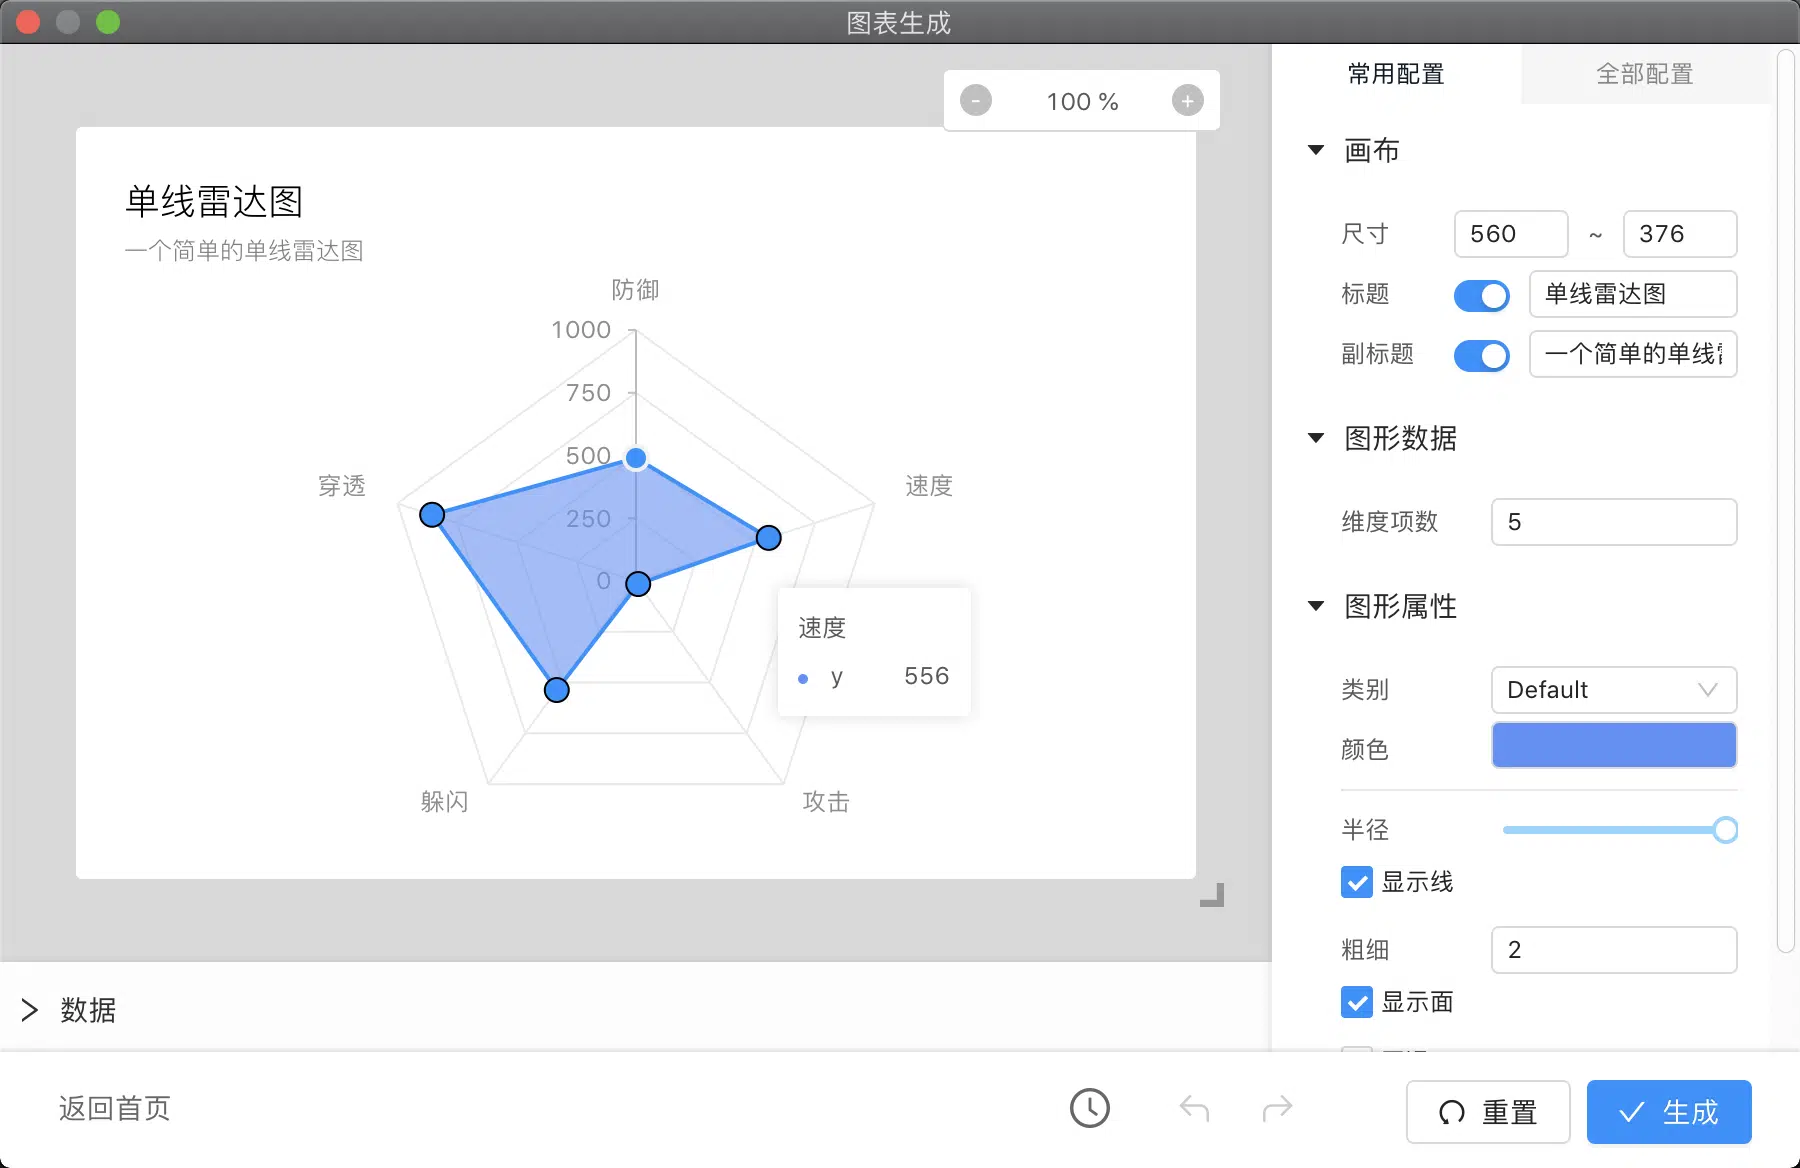 图表生成
- 100 % +
单线雷达图
一个简单的单线雷达图
防御
1000
750
500
250
0
穿透
速度
躲闪
攻击
速度
y 556
数据
常用配置 全部配置
画布
尺寸 560 ~ 376
标题 单线雷达图
副标题 一个简单的单线
图形数据
维度项数 5
图形属性
类别 Default
颜色
半径
显示线
粗细 2
显示面
返回首页 重置 生成